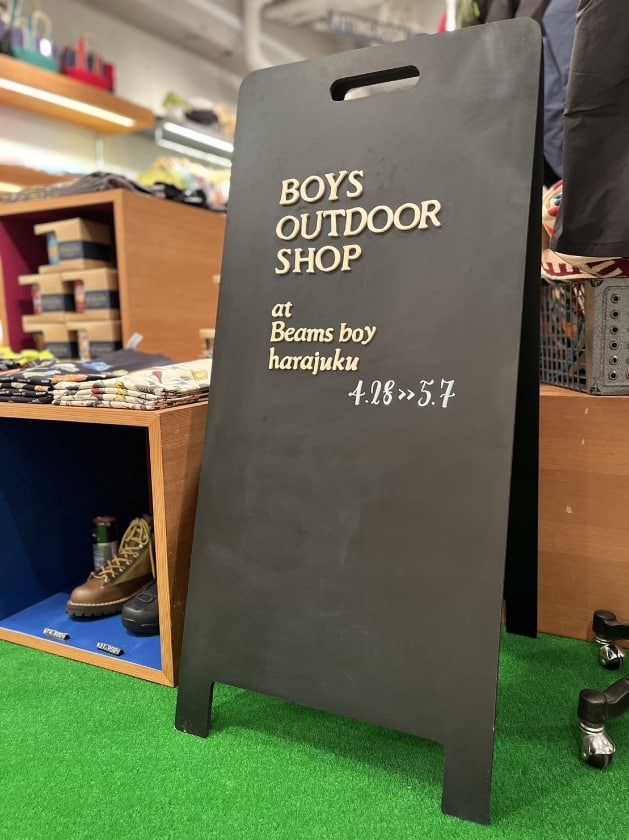 BOYS
OUTDOOR
SHOP
at
Beams boy
harajuku
4.28>>5.7